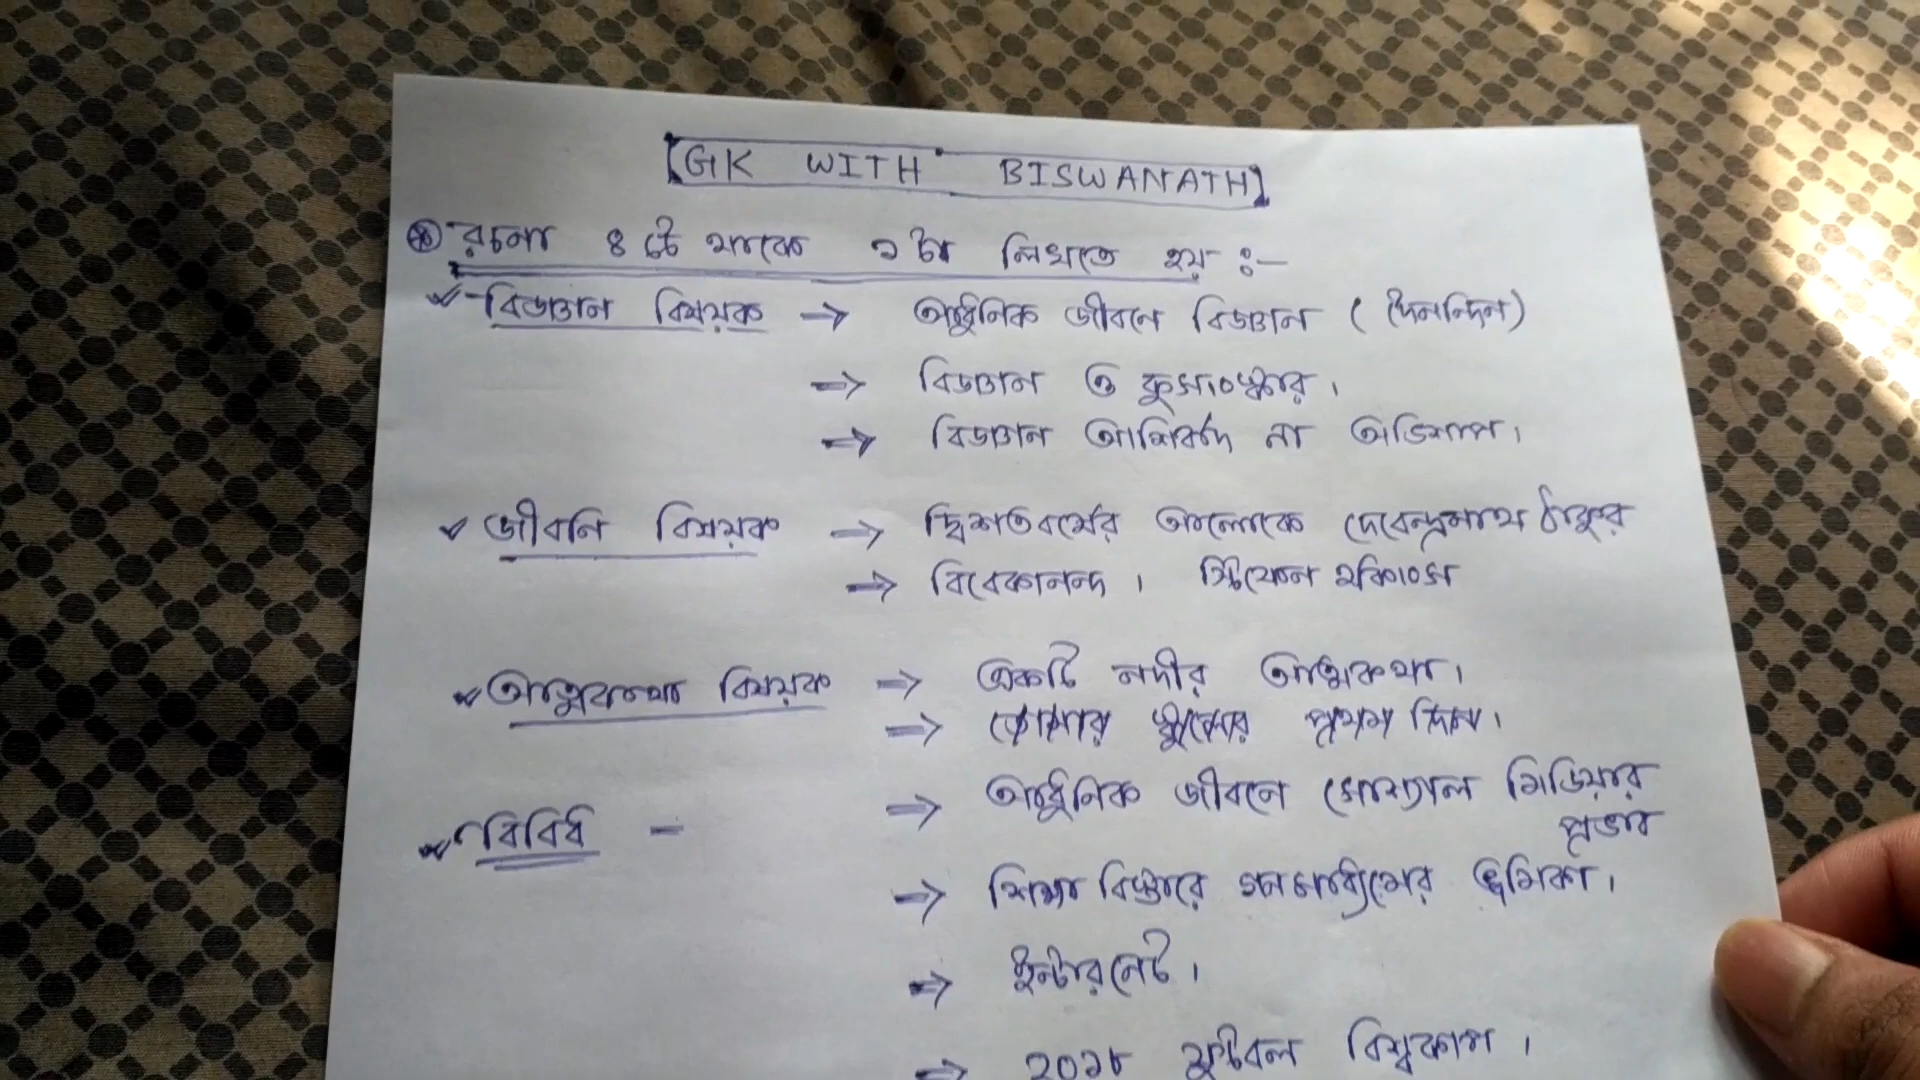 GK WITH BISWANATH
রচনা ৪টে থাকে ১টা লিখতে হয় :-
বিজ্ঞান বিষয়ক → আধুনিক জীবনে বিজ্ঞান (দৈনন্দিন)
⇒ বিজ্ঞান ও কুসংস্কার।
⇒ বিজ্ঞান আশির্বাদ না অভিশাপ।
জীবনি বিষয়ক ⇒ দ্বিশতবর্ষের আলোকে দেবেন্দ্রনাথ ঠাকুর
⇒ বিবেকানন্দ। স্টিফেন হকিংস
আত্মকথা বিষয়ক ⇒ একটি নদীর আত্মকথা।
⇒ তোমার স্কুলের প্রথম দিন।
বিবিধ - ⇒ আধুনিক জীবনে সোশ্যাল মিডিয়ার প্রভাব
⇒ শিক্ষা বিস্তারে গনমাধ্যমের ভূমিকা।
⇒ ইন্টারনেট।
⇒ ২০১৮ ফুটবল বিশ্বকাপ।